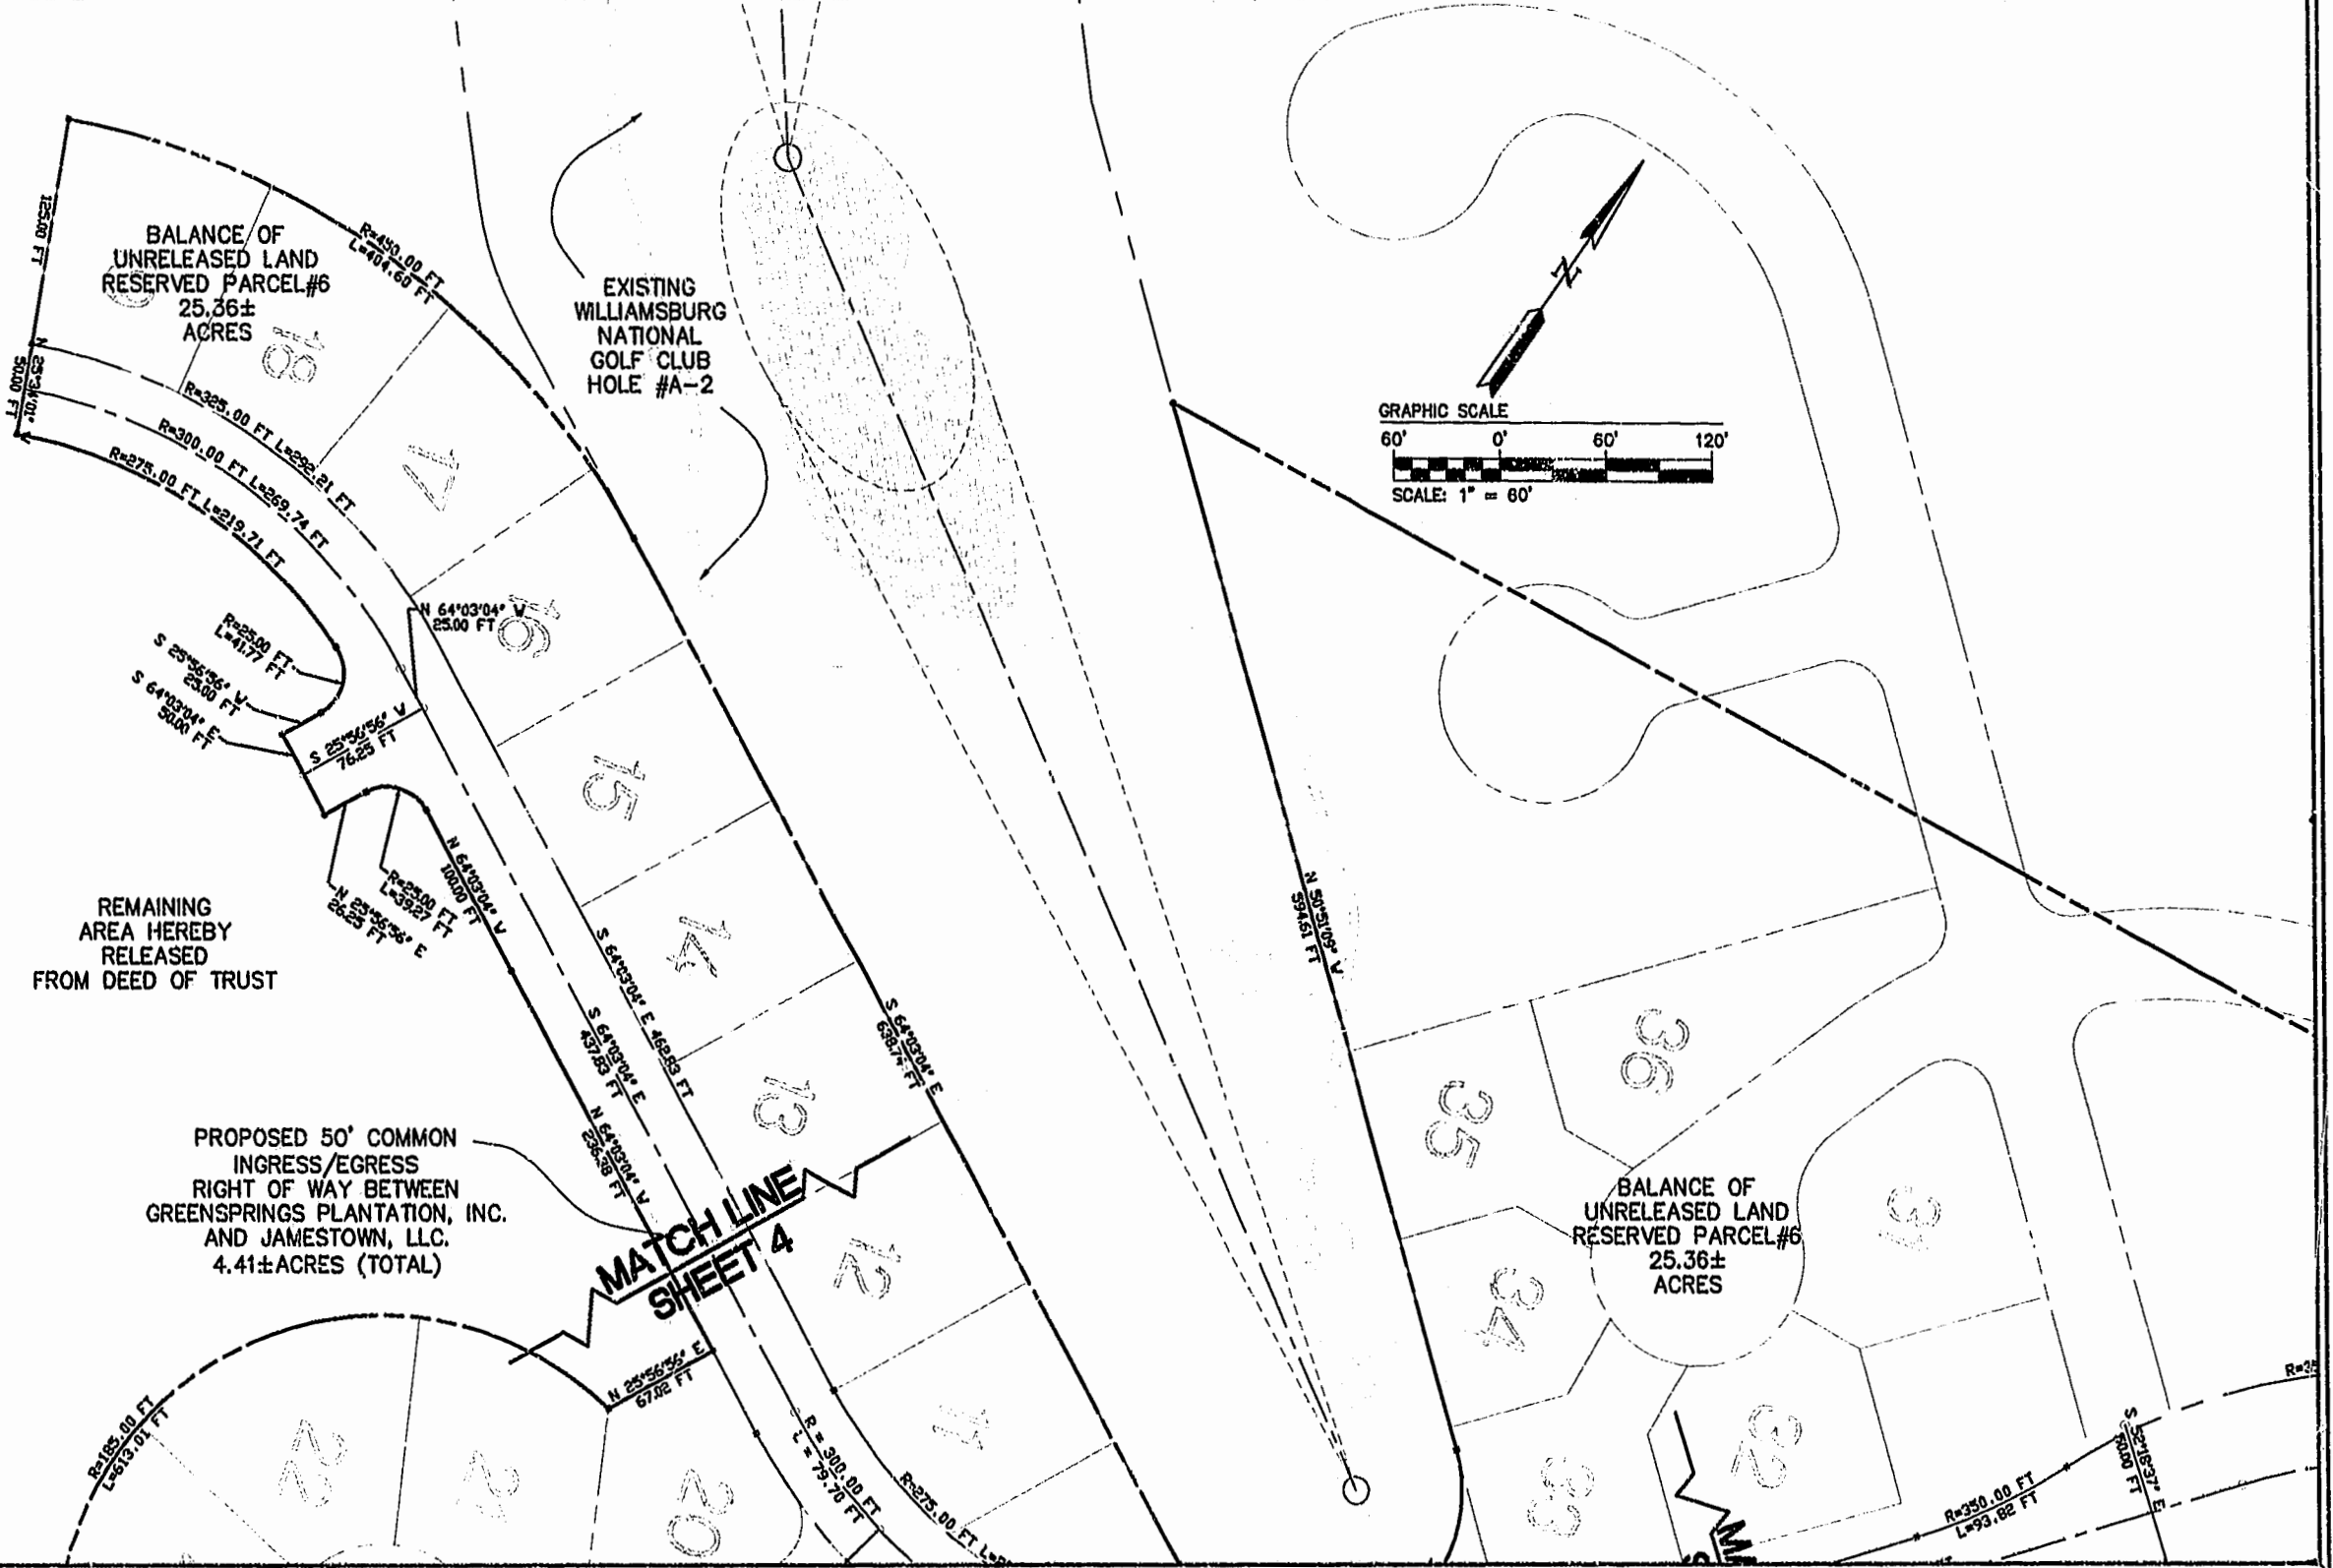 125.00 FT
BALANCE OF
UNRELEASED LAND
RESERVED PARCEL#6
25.36±
ACRES
18
R=450.00 FT
L=404.60 FT
50.00 FT
R=325.00 FT L=292.21 FT
R=300.00 FT L=269.74 FT
R=275.00 FT L=219.71 FT
17
EXISTING
WILLIAMSBURG
NATIONAL
GOLF CLUB
HOLE #A-2
N
GRAPHIC SCALE
60' 0' 60' 120'
SCALE: 1" = 60'
N 64°03'04" W
25.00 FT
16
R=25.00 FT
L=41.77 FT
S 25°56'56" W
25.00 FT
S 64°03'04" E
50.00 FT
S 25°56'56" W
76.25 FT
15
N 64°03'04" W
100.00 FT
R=25.00 FT
L=39.27 FT
N 25°56'56" E
26.25 FT
REMAINING
AREA HEREBY
RELEASED
FROM DEED OF TRUST
14
S 64°03'04" E 462.83 FT
S 64°03'04" E
437.83 FT
S 64°03'04" E
638.74 FT
N 50°51'09" W
594.61 FT
13
N 64°03'04" W
236.38 FT
PROPOSED 50' COMMON
INGRESS/EGRESS
RIGHT OF WAY BETWEEN
GREENSPRINGS PLANTATION, INC.
AND JAMESTOWN, LLC.
4.41±ACRES (TOTAL)
MATCH LINE
SHEET 4
12
36
35
BALANCE OF
UNRELEASED LAND
RESERVED PARCEL#6
25.36±
ACRES
31
34
N 25°56'56" E
67.02 FT
R=185.00 FT
L=613.01 FT
22
21
20
R = 300.00 FT
L = 79.70 FT
11
R=275.00 FT
33
32
S 52°18'37" E
50.00 FT
R=350.00 FT
L=93.82 FT